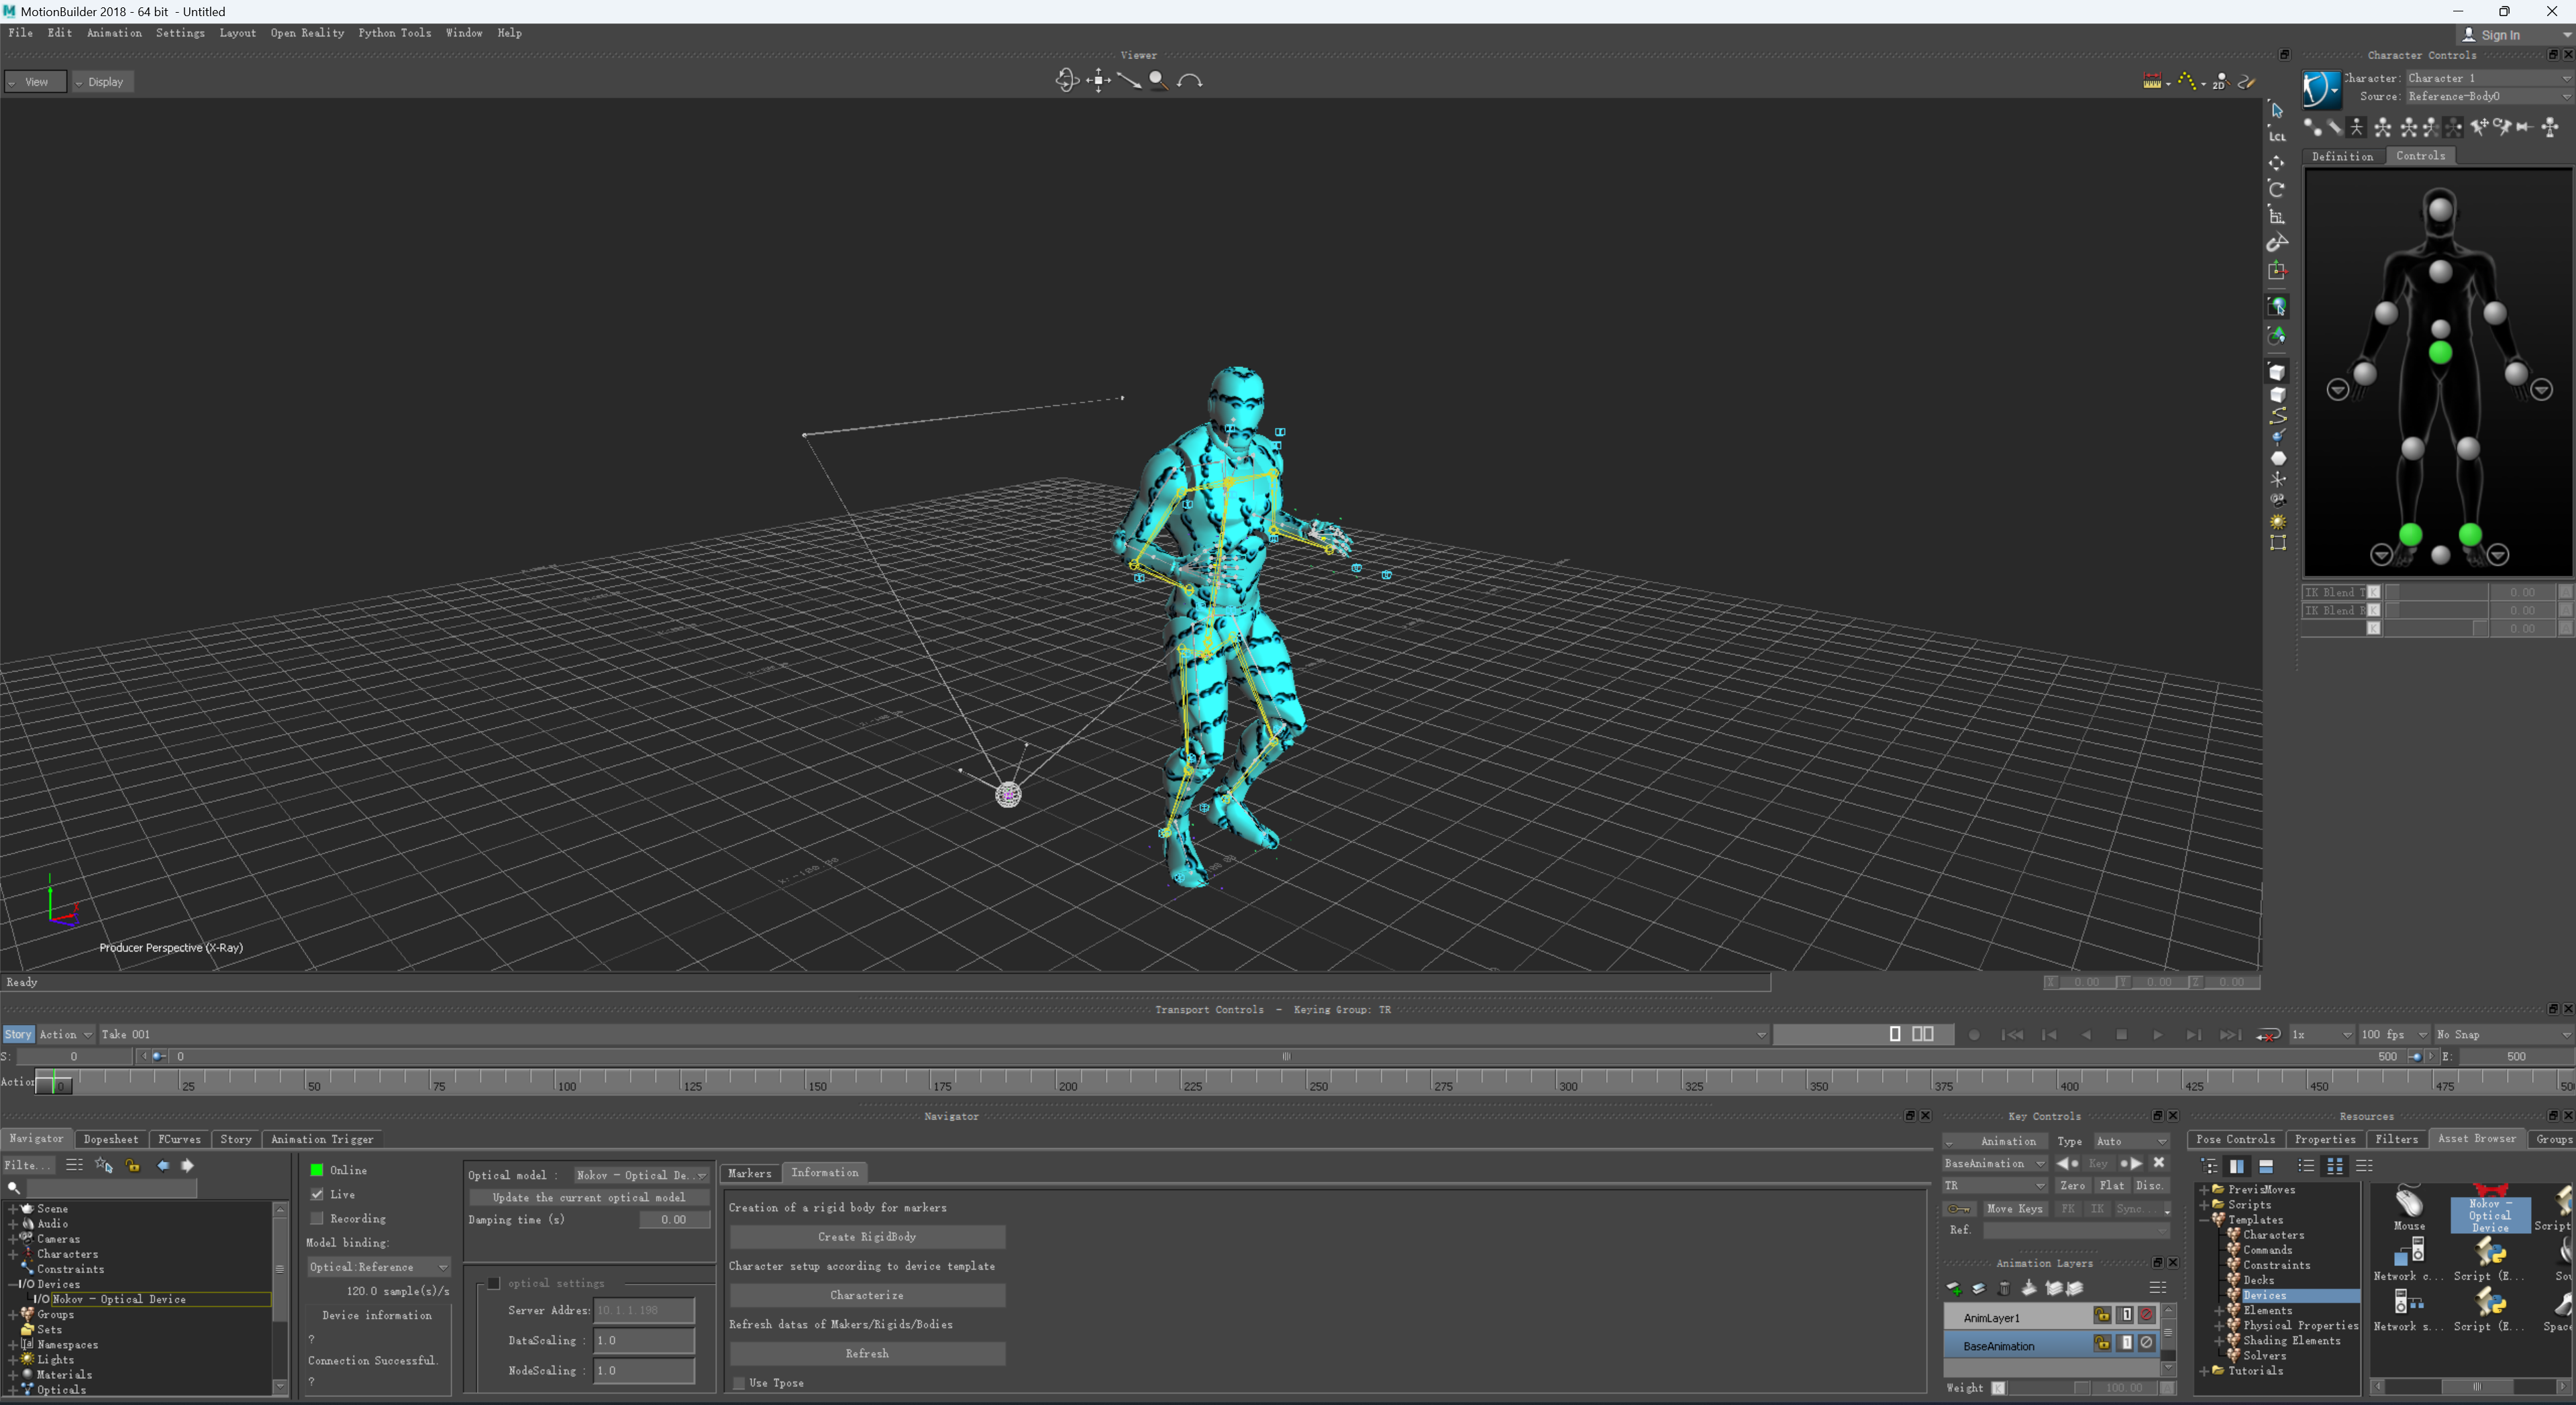 MotionBuilder 2018 - 64 bit - Untitled
File Edit Animation Settings Layout Open Reality Python Tools Window Help
Sign In
Viewer
Character Controls
View Display
2D
Character: Character 1
Source: Reference-Body0
LCL
Definition Controls
IK Blend T K 0.00 A
IK Blend R K 0.00 A
K 0.00 A
Producer Perspective (X-Ray)
Ready
X 0.00 Y 0.00 Z 0.00
Transport Controls - Keying Group: TR
Story Action Take 001
1x 100 fps No Snap
S: 0 0 500 E: 500
Action 0 25 50 75 100 125 150 175 200 225 250 275 300 325 350 375 400 425 450 475 500
Navigator
Key Controls
Resources
Navigator Dopesheet FCurves Story Animation Trigger
Animation Type Auto
Pose Controls Properties Filters Asset Browser Groups
Filte...
BaseAnimation Key
TR Zero Flat Disc.
Move Keys FK IK Sync...
Ref.
Scene
Audio
Cameras
Characters
Constraints
I/O Devices
I/O Nokov - Optical Device
Groups
Sets
Namespaces
Lights
Materials
Opticals
Online
Live
Recording
Model binding:
Optical:Reference
120.0 sample(s)/s
Device information
?
Connection Successful.
?
Optical model : Nokov - Optical De..
Update the current optical model
Damping time (s) 0.00
optical settings
Server Addres: 10.1.1.198
DataScaling : 1.0
NodeScaling : 1.0
Markers Information
Creation of a rigid body for markers
Create RigidBody
Character setup according to device template
Characterize
Refresh datas of Makers/Rigids/Bodies
Refresh
Use Tpose
Animation Layers
AnimLayer1
BaseAnimation
Weight K 100.00 A
PrevizMoves
Scripts
Templates
Characters
Commands
Constraints
Decks
Devices
Elements
Physical Properties
Shading Elements
Solvers
Tutorials
Mouse
Nokov -
Optical
Device
Script
Network c... Script (E... Sou
Network s... Script (E... Space